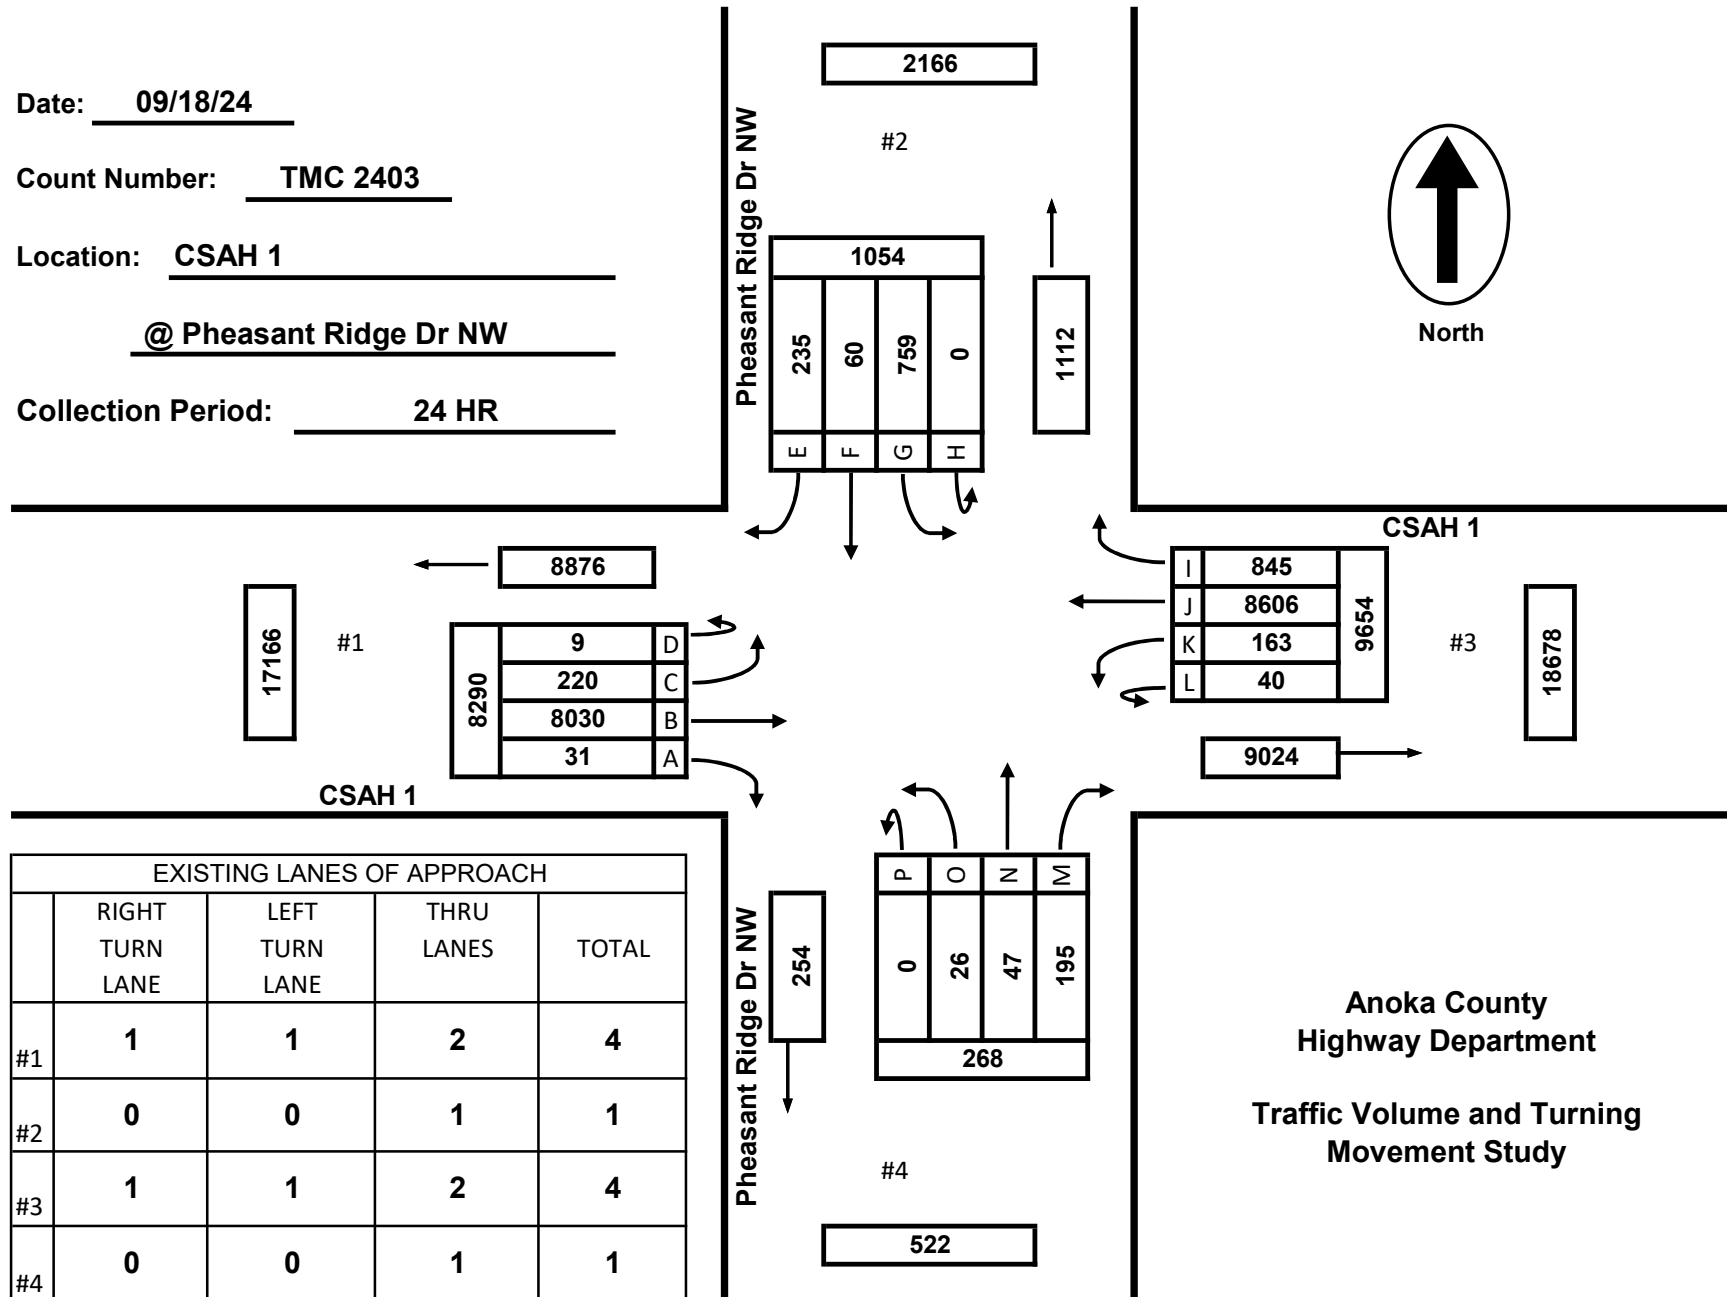 Date: 09/18/24
Count Number: TMC 2403
Location: CSAH 1
@ Pheasant Ridge Dr NW
Collection Period: 24 HR
2166
#2
Pheasant Ridge Dr NW
1054
235 60 759 0
E F G H
1112
North
CSAH 1
8876
17166
#1
8290
9 D
220 C
8030 B
31 A
CSAH 1
I 845
J 8606
K 163
L 40
9654
#3
18678
9024
P O N M
0 26 47 195
268
254
Pheasant Ridge Dr NW
#4
522
EXISTING LANES OF APPROACH
RIGHT LEFT THRU
TURN TURN LANES TOTAL
LANE LANE
#1 1 1 2 4
#2 0 0 1 1
#3 1 1 2 4
#4 0 0 1 1
Anoka County
Highway Department
Traffic Volume and Turning
Movement Study